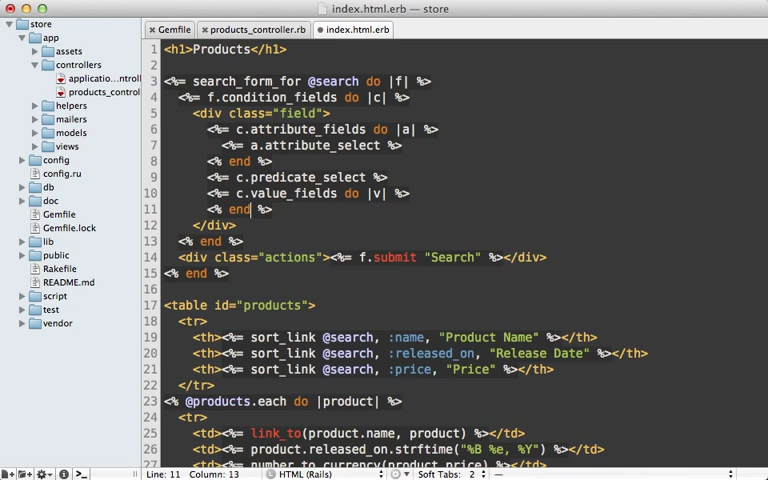 index.html.erb — store
store
app
assets
controllers
applicatio...ntroll
products_control
helpers
mailers
models
views
config
config.ru
db
doc
Gemfile
Gemfile.lock
lib
public
Rakefile
README.md
script
test
vendor
Gemfile
products_controller.rb
index.html.erb
1 <h1>Products</h1>
2
3 <%= search_form_for @search do |f| %>
4 <%= f.condition_fields do |c| %>
5 <div class="field">
6 <%= c.attribute_fields do |a| %>
7 <%= a.attribute_select %>
8 <% end %>
9 <%= c.predicate_select %>
10 <%= c.value_fields do |v| %>
11 <% end %>
12 </div>
13 <% end %>
14 <div class="actions"><%= f.submit "Search" %></div>
15 <% end %>
16
17 <table id="products">
18 <tr>
19 <th><%= sort_link @search, :name, "Product Name" %></th>
20 <th><%= sort_link @search, :released_on, "Release Date" %></th>
21 <th><%= sort_link @search, :price, "Price" %></th>
22 </tr>
23 <% @products.each do |product| %>
24 <tr>
25 <td><%= link_to(product.name, product) %></td>
26 <td><%= product.released_on.strftime("%B %e, %Y") %></td>
27 <td><%= number_to_currency(product.price) %></td>
Line: 11 Column: 13
HTML (Rails)
Soft Tabs: 2
—